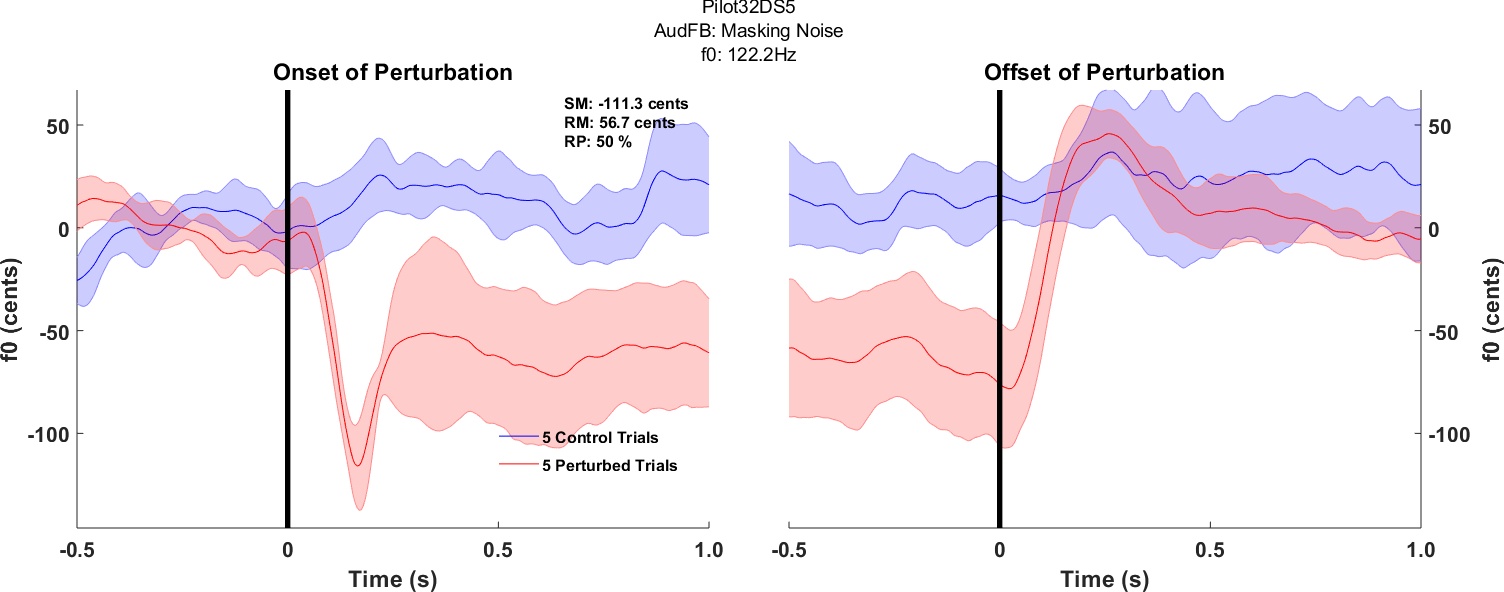 Pilot32DS5
AudFB: Masking Noise
f0: 122.2Hz
Onset of Perturbation
SM: -111.3 cents
RM: 56.7 cents
RP: 50 %
50
0
-50
-100
f0 (cents)
5 Control Trials
5 Perturbed Trials
-0.5
0
0.5
1.0
Time (s)
Offset of Perturbation
50
0
-50
-100
f0 (cents)
-0.5
0
0.5
1.0
Time (s)